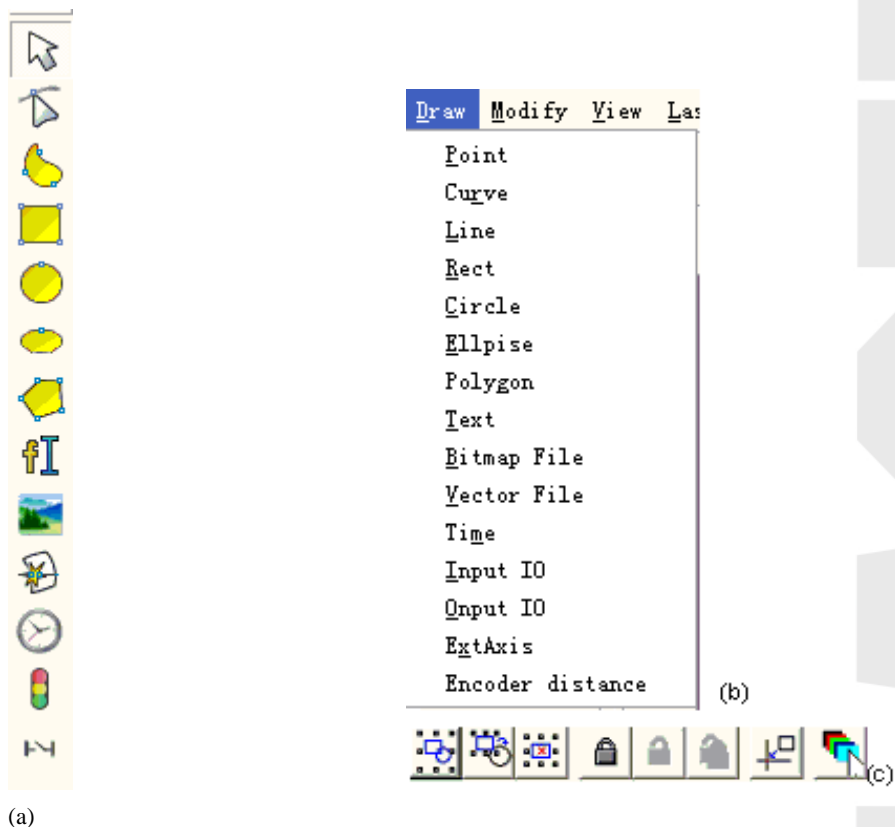 Draw Modify View Las
Point
Curve
Line
Rect
Circle
Ellpise
Polygon
Text
Bitmap File
Vector File
Time
Input IO
Onput IO
ExtAxis
Encoder distance
(b)
(c)
(a)